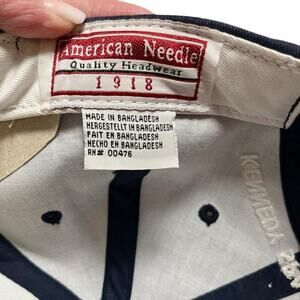 American Needle
Quality Headwear
1918
MADE IN BANGLADESH
HERGESTELLT IN BANGLADESH
FAIT EN BANGLADESH
HECHO EN BANGLADESH
RN# 00476
KENNEDY